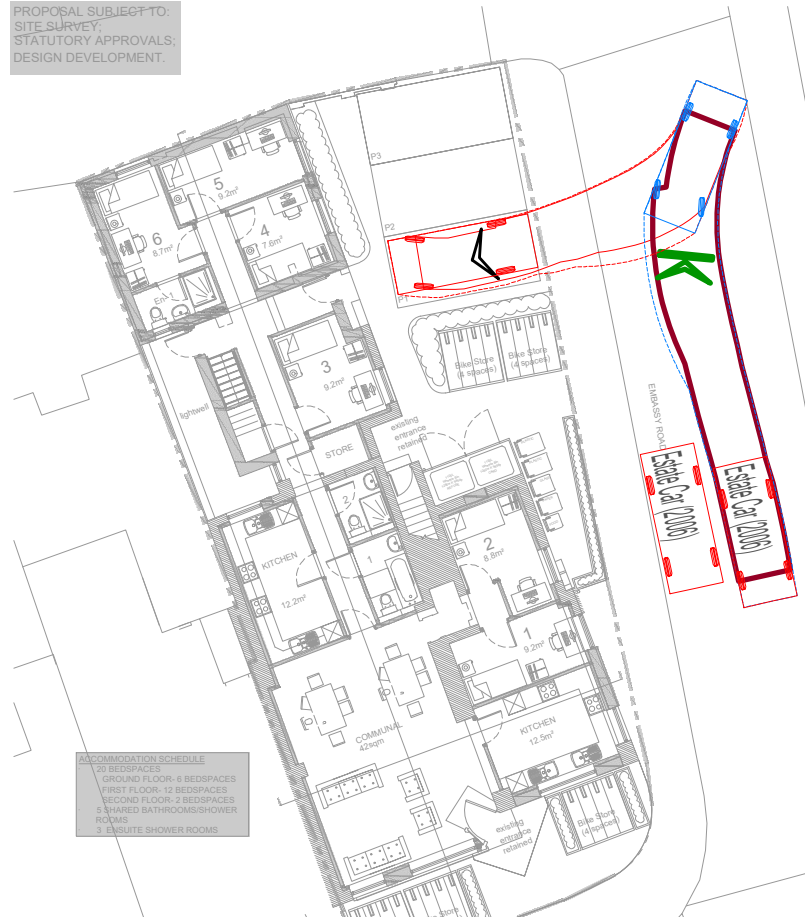 PROPOSAL SUBJECT TO:
SITE SURVEY;
STATUTORY APPROVALS;
DESIGN DEVELOPMENT.
P3
P2
P1
5
9.2m²
6
8.7m²
4
7.6m²
En-
3
9.2m²
lightwell
STORE
existing
entrance
retained
Bike Store
(4 spaces)
Bike Store
(4 spaces)
EMBASSY ROAD
Estate Car (2006)
Estate Car (2006)
2
1
KITCHEN
12.2m²
2
8.8m²
1
9.2m²
COMMUNAL
42sqm
KITCHEN
12.5m²
existing
entrance
retained
Bike Store
(4 spaces)
Bike Store
ACCOMMODATION SCHEDULE
20 BEDSPACES
GROUND FLOOR- 6 BEDSPACES
FIRST FLOOR- 12 BEDSPACES
SECOND FLOOR- 2 BEDSPACES
5 SHARED BATHROOMS/SHOWER
ROOMS
3 ENSUITE SHOWER ROOMS